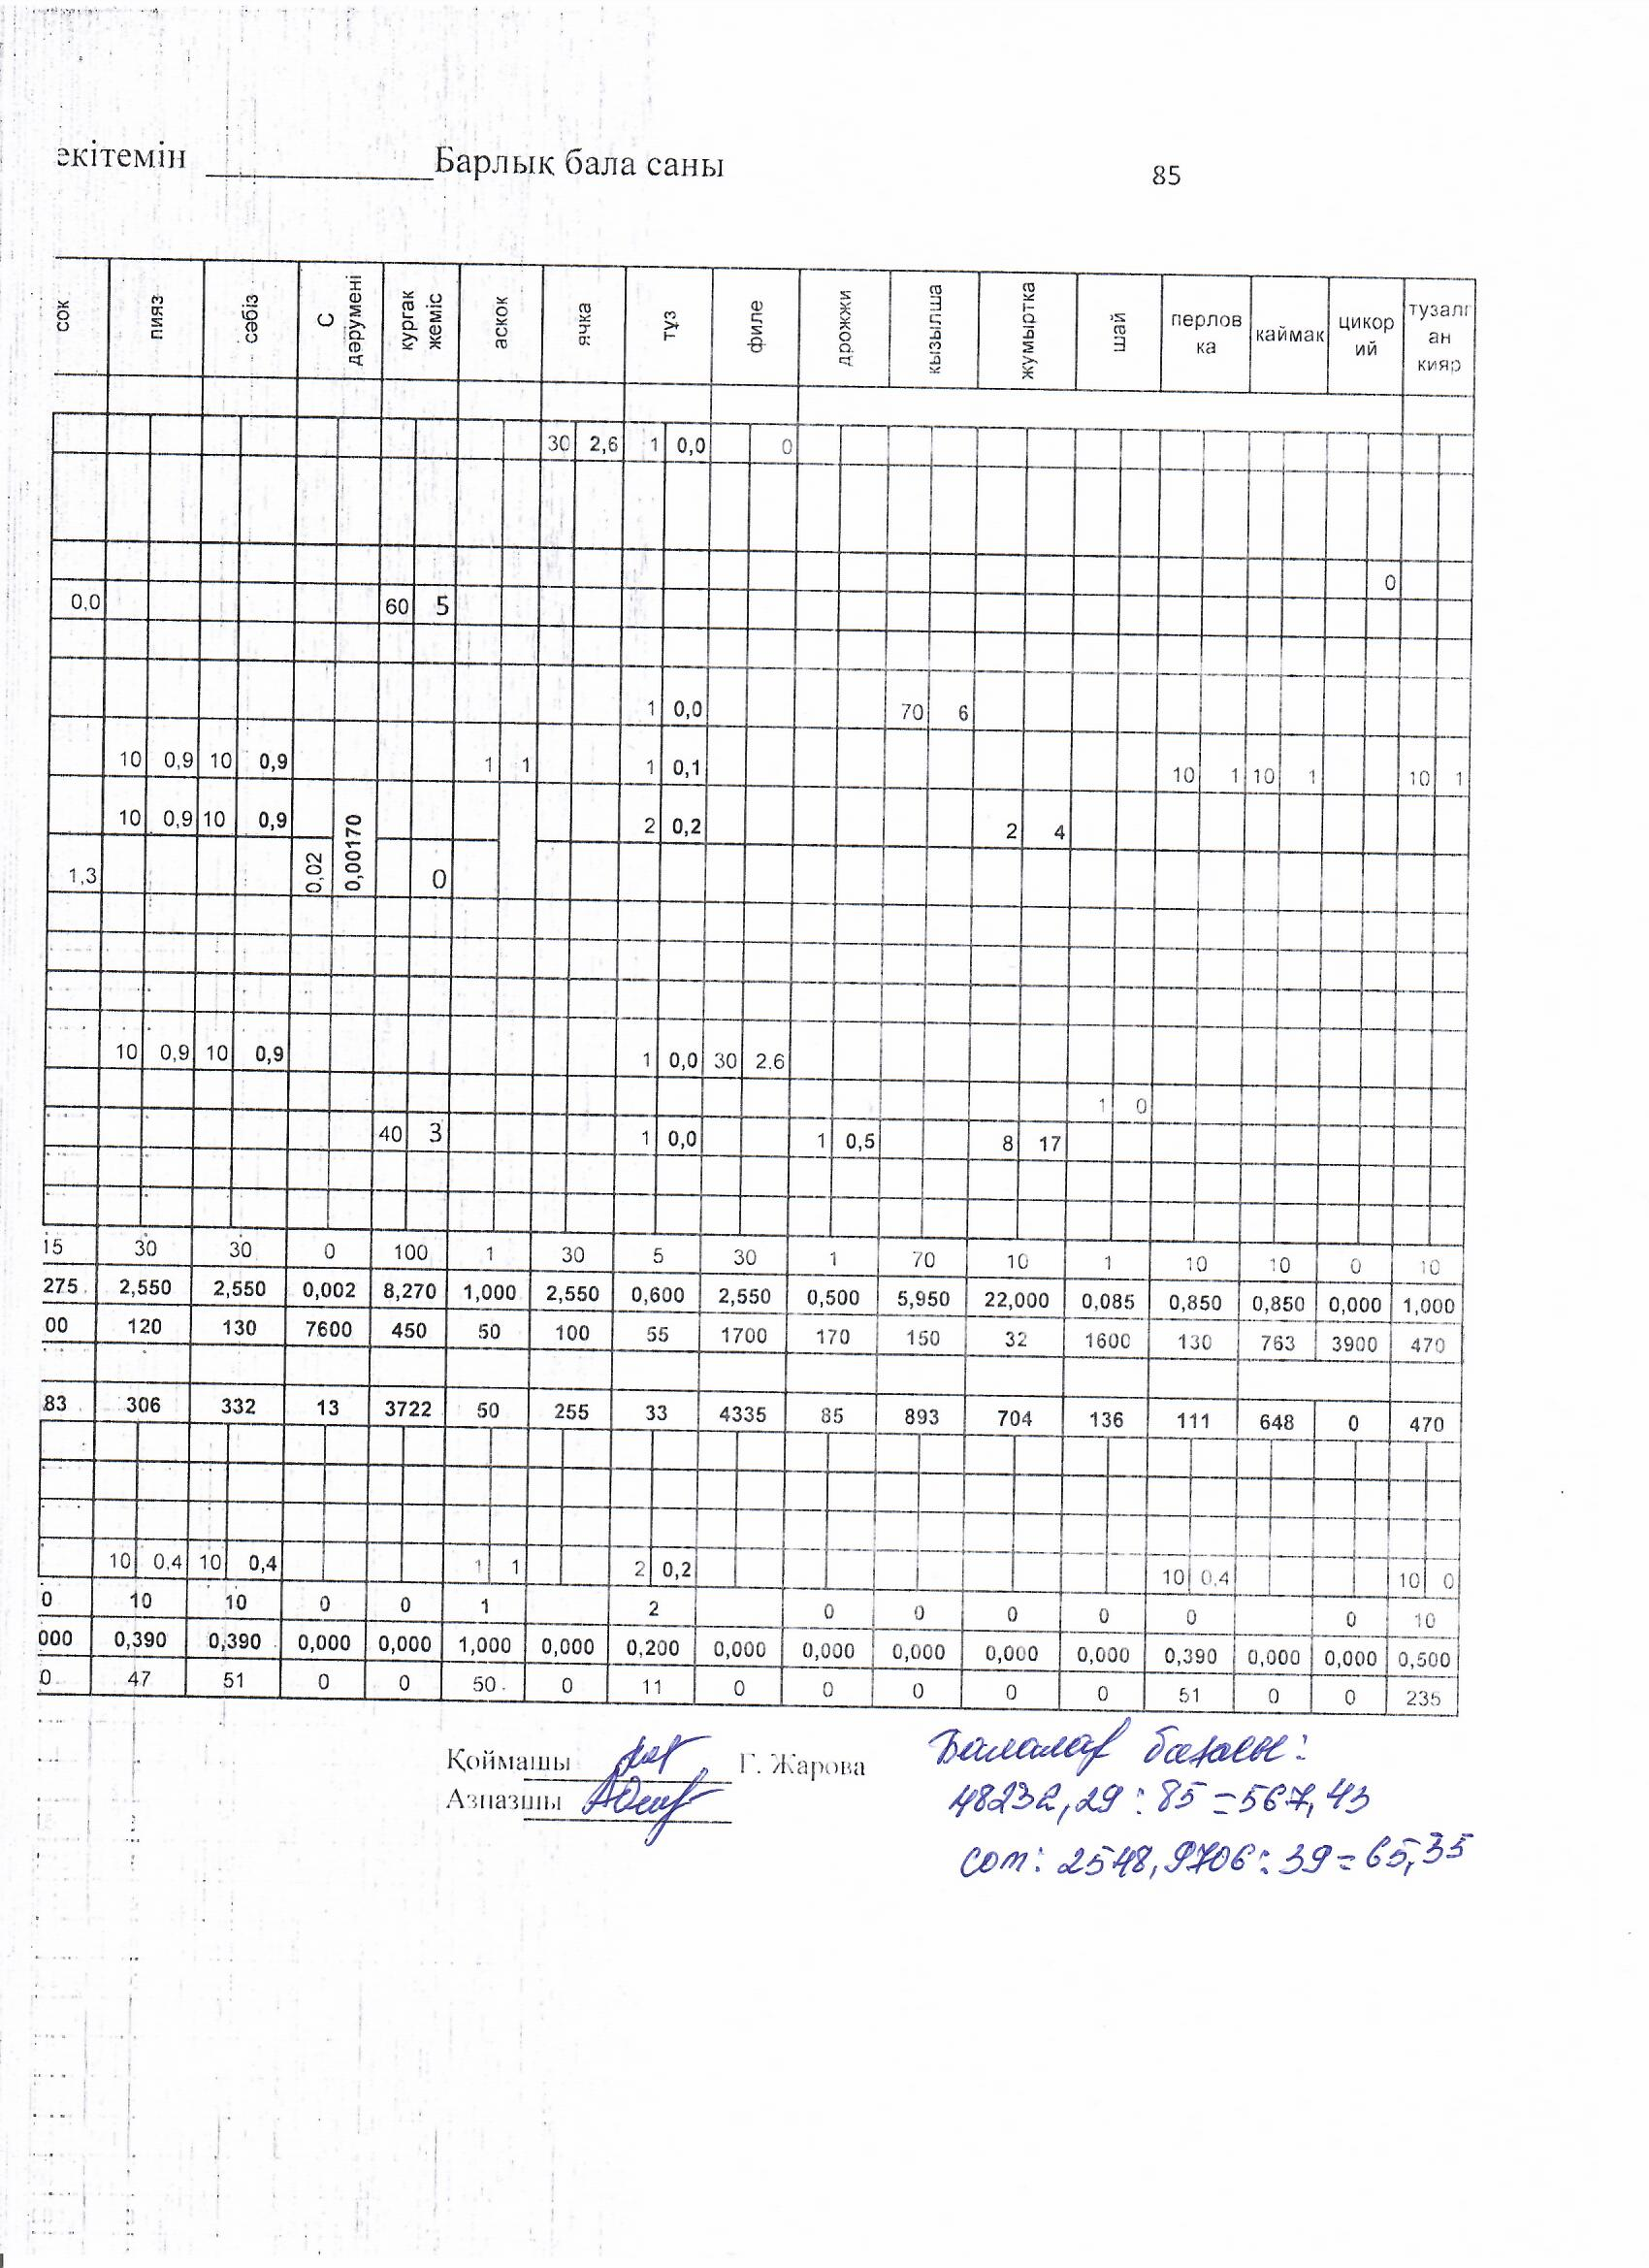 екітемін ______________ Барлық бала саны 85
сок пияз сәбіз С дәрумені кургак жеміс аскок ячка тұз филе дрожжи кызылша жумыртка шай перловка каймак цикорий тузалган кияр
30 2,6 1 0,0 0
0
0,0 60 5
1 0,0 70 6
10 0,9 10 0,9 1 1 1 0,1 10 1 10 1 10 1
10 0,9 10 0,9 2 0,2 2 4
1,3 0,02 0,00170 0
10 0,9 10 0,9 1 0,0 30 2.6
1 0
40 3 1 0,0 1 0,5 8 17
15 30 30 0 100 1 30 5 30 1 70 10 1 10 10 0 10
275 2,550 2,550 0,002 8,270 1,000 2,550 0,600 2,550 0,500 5,950 22,000 0,085 0,850 0,850 0,000 1,000
00 120 130 7600 450 50 100 55 1700 170 150 32 1600 130 763 3900 470
83 306 332 13 3722 50 255 33 4335 85 893 704 136 111 648 0 470
10 0,4 10 0,4 1 1 2 0,2 10 0,4 10 0
0 10 10 0 0 1 2 0 0 0 0 0 0 10
000 0,390 0,390 0,000 0,000 1,000 0,000 0,200 0,000 0,000 0,000 0,000 0,000 0,390 0,000 0,000 0,500
0 47 51 0 0 50 0 11 0 0 0 0 0 51 0 0 235
Қоймашы Г. Жарова
Азпазшы
Балалар бағасы:
48232,29 : 85 = 567,43
сот: 2548,9706 : 39 = 65,35